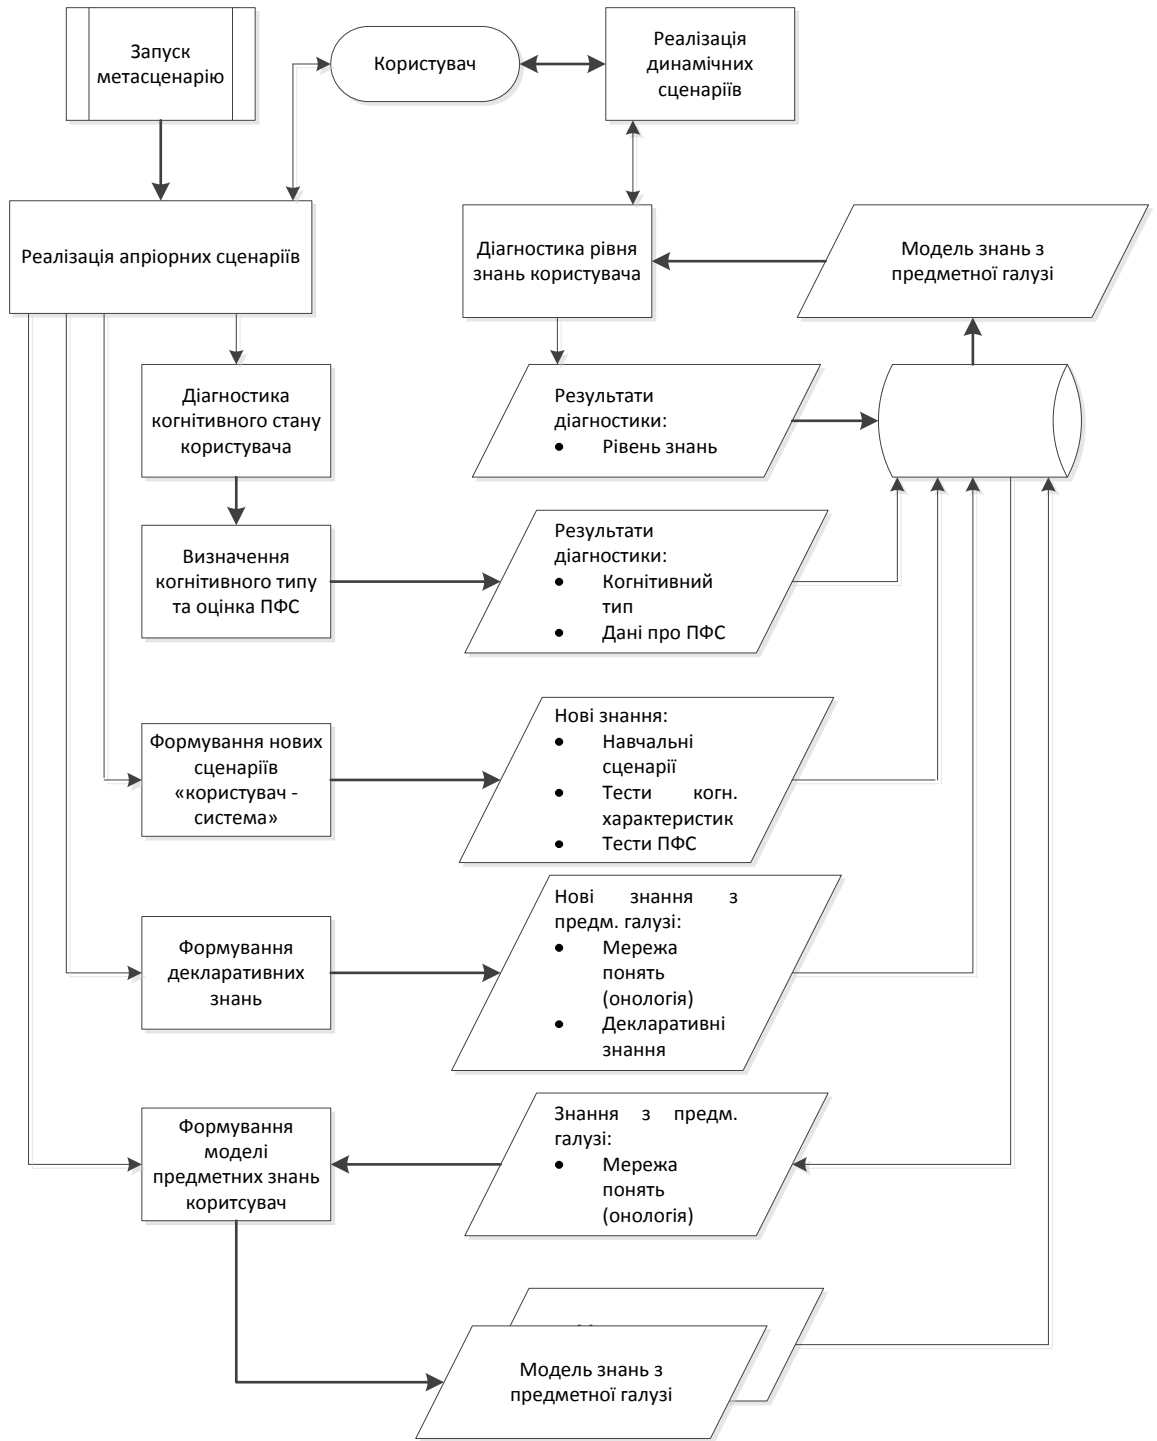 Запуск
метасценарію
Користувач
Реалізація
динамічних
сценаріїв
Реалізація апріорних сценаріїв
Діагностика рівня
знань користувача
Модель знань з
предметної галузі
Діагностика
когнітивного стану
користувача
Результати
діагностики:
• Рівень знань
Визначення
когнітивного типу
та оцінка ПФС
Результати
діагностики:
• Когнітивний
тип
• Дані про ПФС
Формування нових
сценаріїв
«користувач -
система»
Нові знання:
• Навчальні
сценарії
• Тести когн.
характеристик
• Тести ПФС
Формування
декларативних
знань
Нові знання з
предм. галузі:
• Мережа
понять
(онологія)
• Декларативні
знання
Формування
моделі
предметних знань
коритсувач
Знання з предм.
галузі:
• Мережа
понять
(онологія)
Модель знань з
предметної галузі